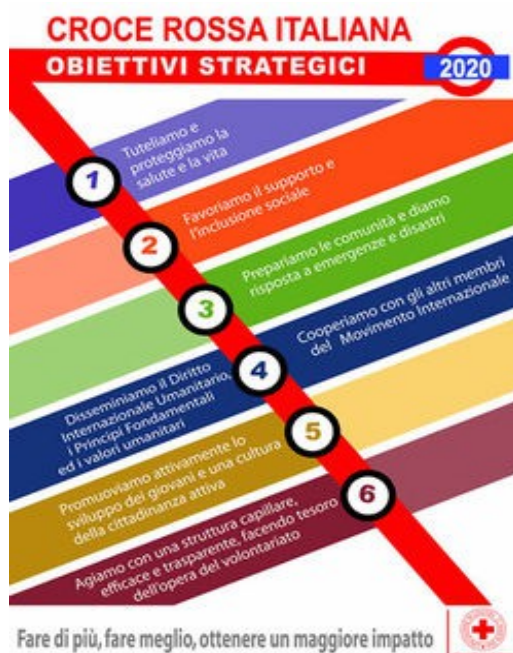 CROCE ROSSA ITALIANA
OBIETTIVI STRATEGICI
2020
1
Tuteliamo e
proteggiamo la
salute e la vita
2
Favoriamo il supporto e
l'inclusione sociale
3
Prepariamo le comunità e diamo
risposta a emergenze e disastri
4
Disseminiamo il Diritto
Internazionale Umanitario,
i Principi Fondamentali
ed i valori umanitari
Cooperiamo con gli altri membri
del Movimento Internazionale
5
Promuoviamo attivamente lo
sviluppo dei giovani e una cultura
della cittadinanza attiva
6
Agiamo con una struttura capillare,
efficace e trasparente, facendo tesoro
dell'opera del volontariato
Fare di più, fare meglio, ottenere un maggiore impatto